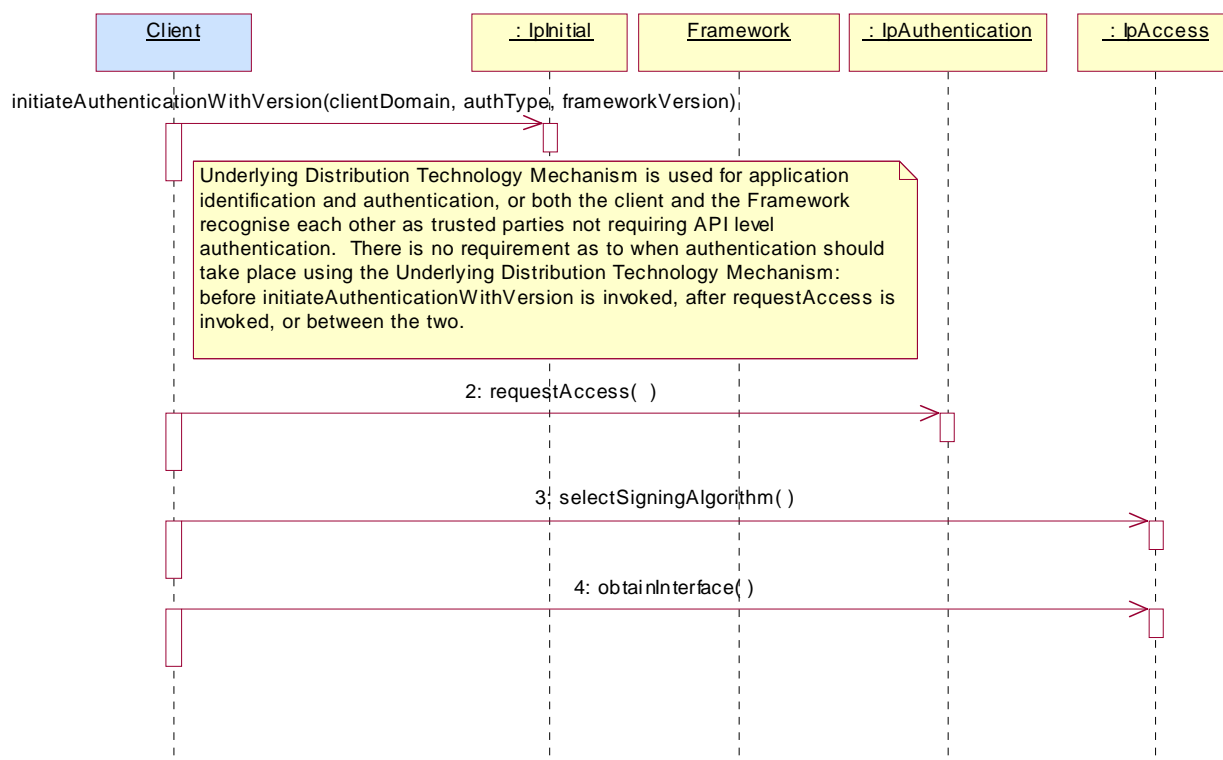 Client
: IpInitial
Framework
: IpAuthentication
: IpAccess
initiateAuthenticationWithVersion(clientDomain, authType, frameworkVersion)
Underlying Distribution Technology Mechanism is used for application
identification and authentication, or both the client and the Framework
recognise each other as trusted parties not requiring API level
authentication. There is no requirement as to when authentication should
take place using the Underlying Distribution Technology Mechanism:
before initiateAuthenticationWithVersion is invoked, after requestAccess is
invoked, or between the two.
2: requestAccess( )
3: selectSigningAlgorithm( )
4: obtainInterface( )